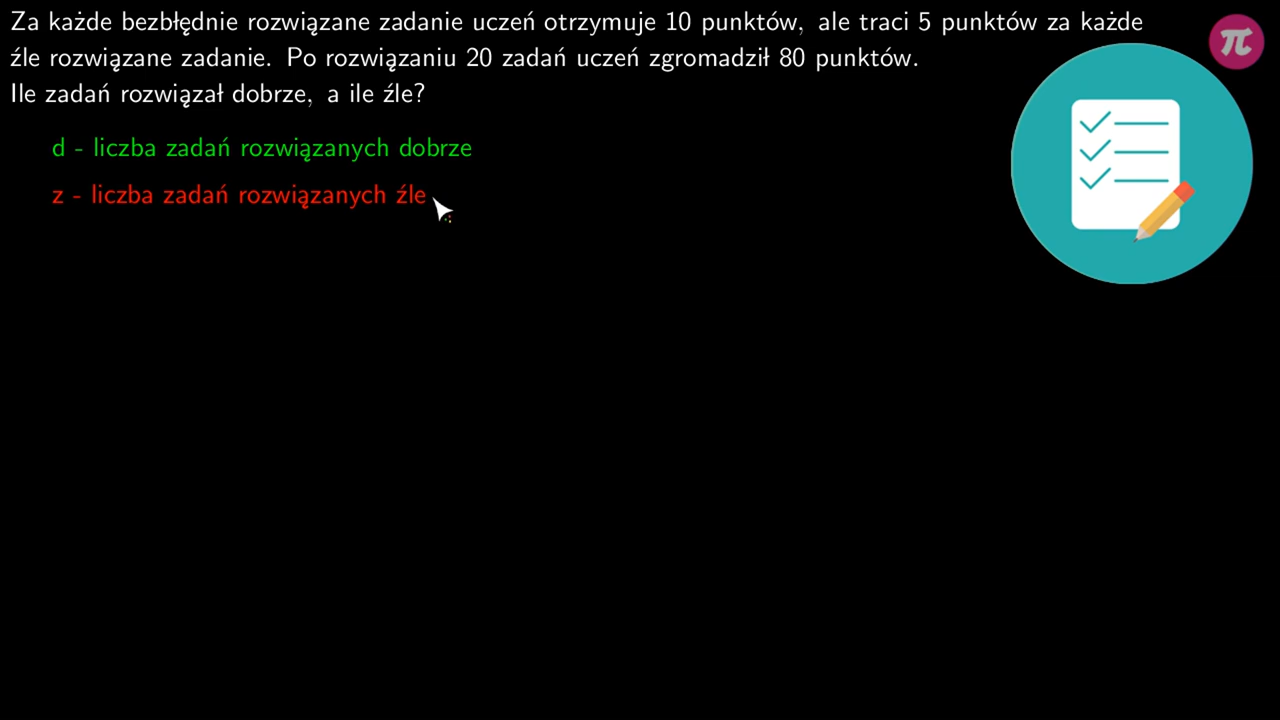 Za każde bezbłędnie rozwiązane zadanie uczeń otrzymuje 10 punktów, ale traci 5 punktów za każde
źle rozwiązane zadanie. Po rozwiązaniu 20 zadań uczeń zgromadził 80 punktów.
Ile zadań rozwiązał dobrze, a ile źle?
d - liczba zadań rozwiązanych dobrze
z - liczba zadań rozwiązanych źle
π